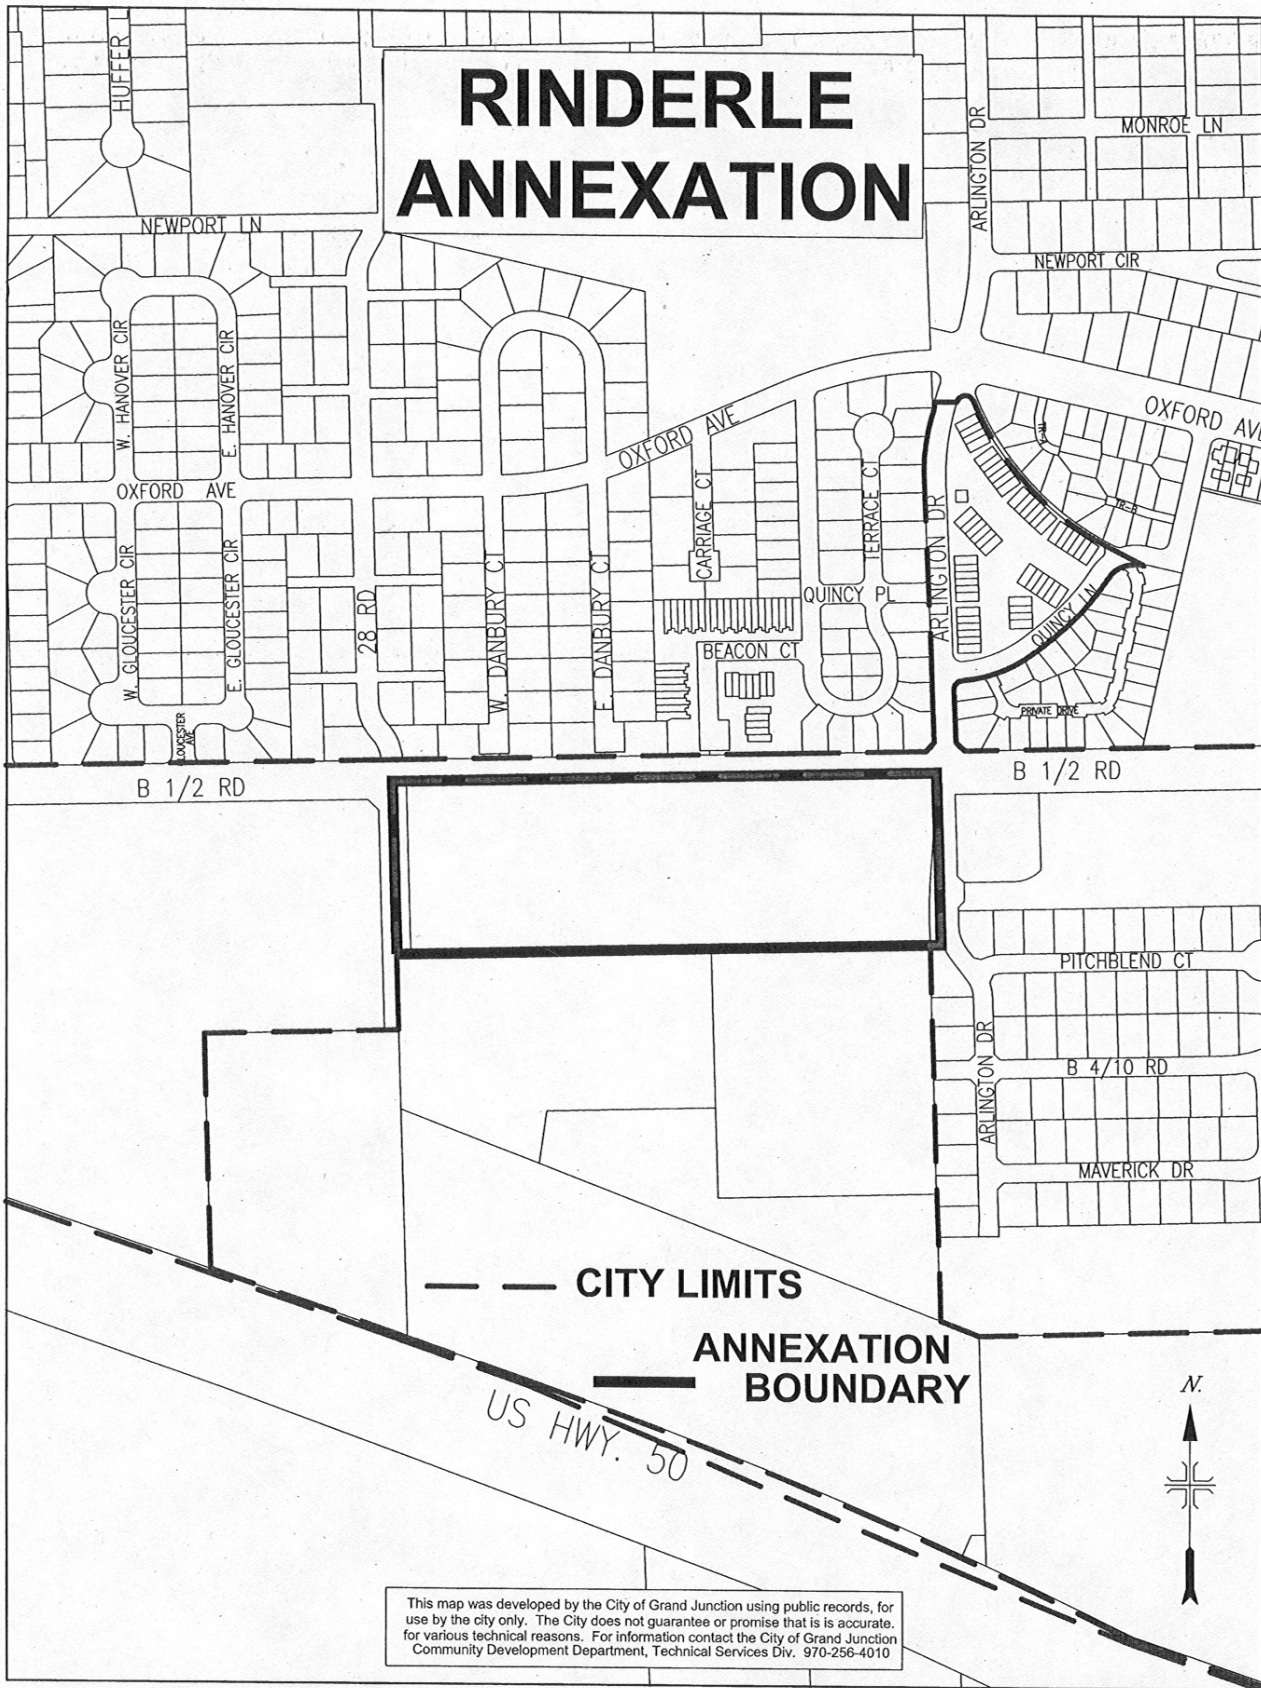 RINDERLE
ANNEXATION
HUFFER L
ARLINGTON DR
MONROE LN
NEWPORT LN
NEWPORT CIR
W. HANOVER CIR
E. HANOVER CIR
OXFORD AVE
OXFORD AVE
OXFORD AVE
TR-A
TR-B
W. GLOUCESTER CIR
E. GLOUCESTER CIR
28 RD
W. DANBURY CT
E. DANBURY CT
CARRIAGE CT
TERRACE CT
ARLINGTON DR
QUINCY PL
QUINCY LN
BEACON CT
PRIVATE DRIVE
LOUCESTER
AVE
B 1/2 RD
B 1/2 RD
PITCHBLEND CT
ARLINGTON DR
B 4/10 RD
MAVERICK DR
CITY LIMITS
ANNEXATION
BOUNDARY
US HWY. 50
N.
This map was developed by the City of Grand Junction using public records, for
use by the city only. The City does not guarantee or promise that is is accurate.
for various technical reasons. For information contact the City of Grand Junction
Community Development Department, Technical Services Div. 970-256-4010